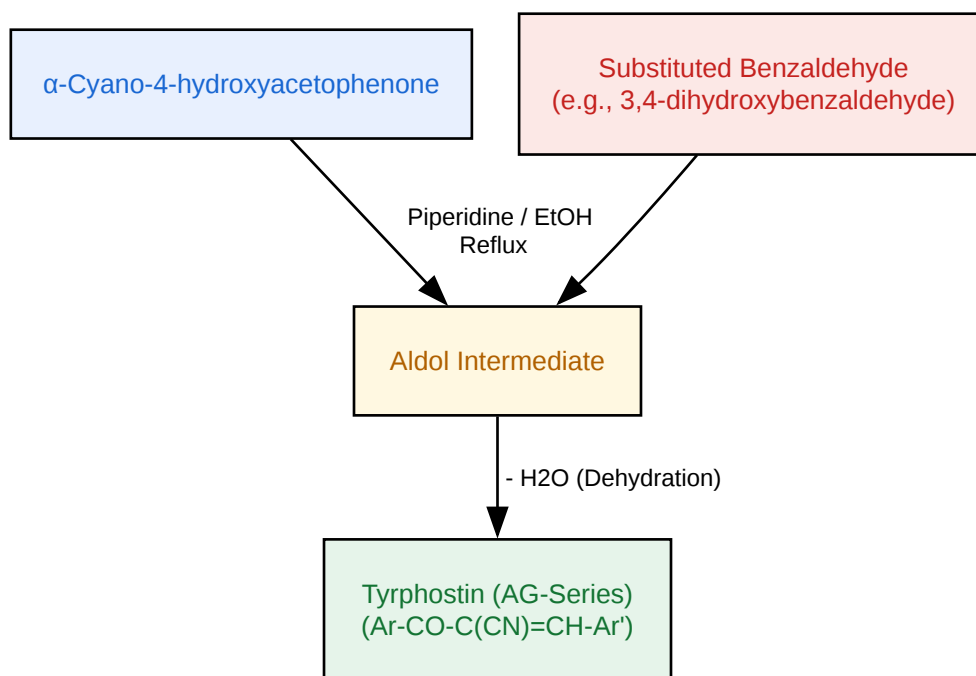 α-Cyano-4-hydroxyacetophenone
Substituted Benzaldehyde
(e.g., 3,4-dihydroxybenzaldehyde)
Piperidine / EtOH
Reflux
Aldol Intermediate
- H2O (Dehydration)
Tyrphostin (AG-Series)
(Ar-CO-C(CN)=CH-Ar')